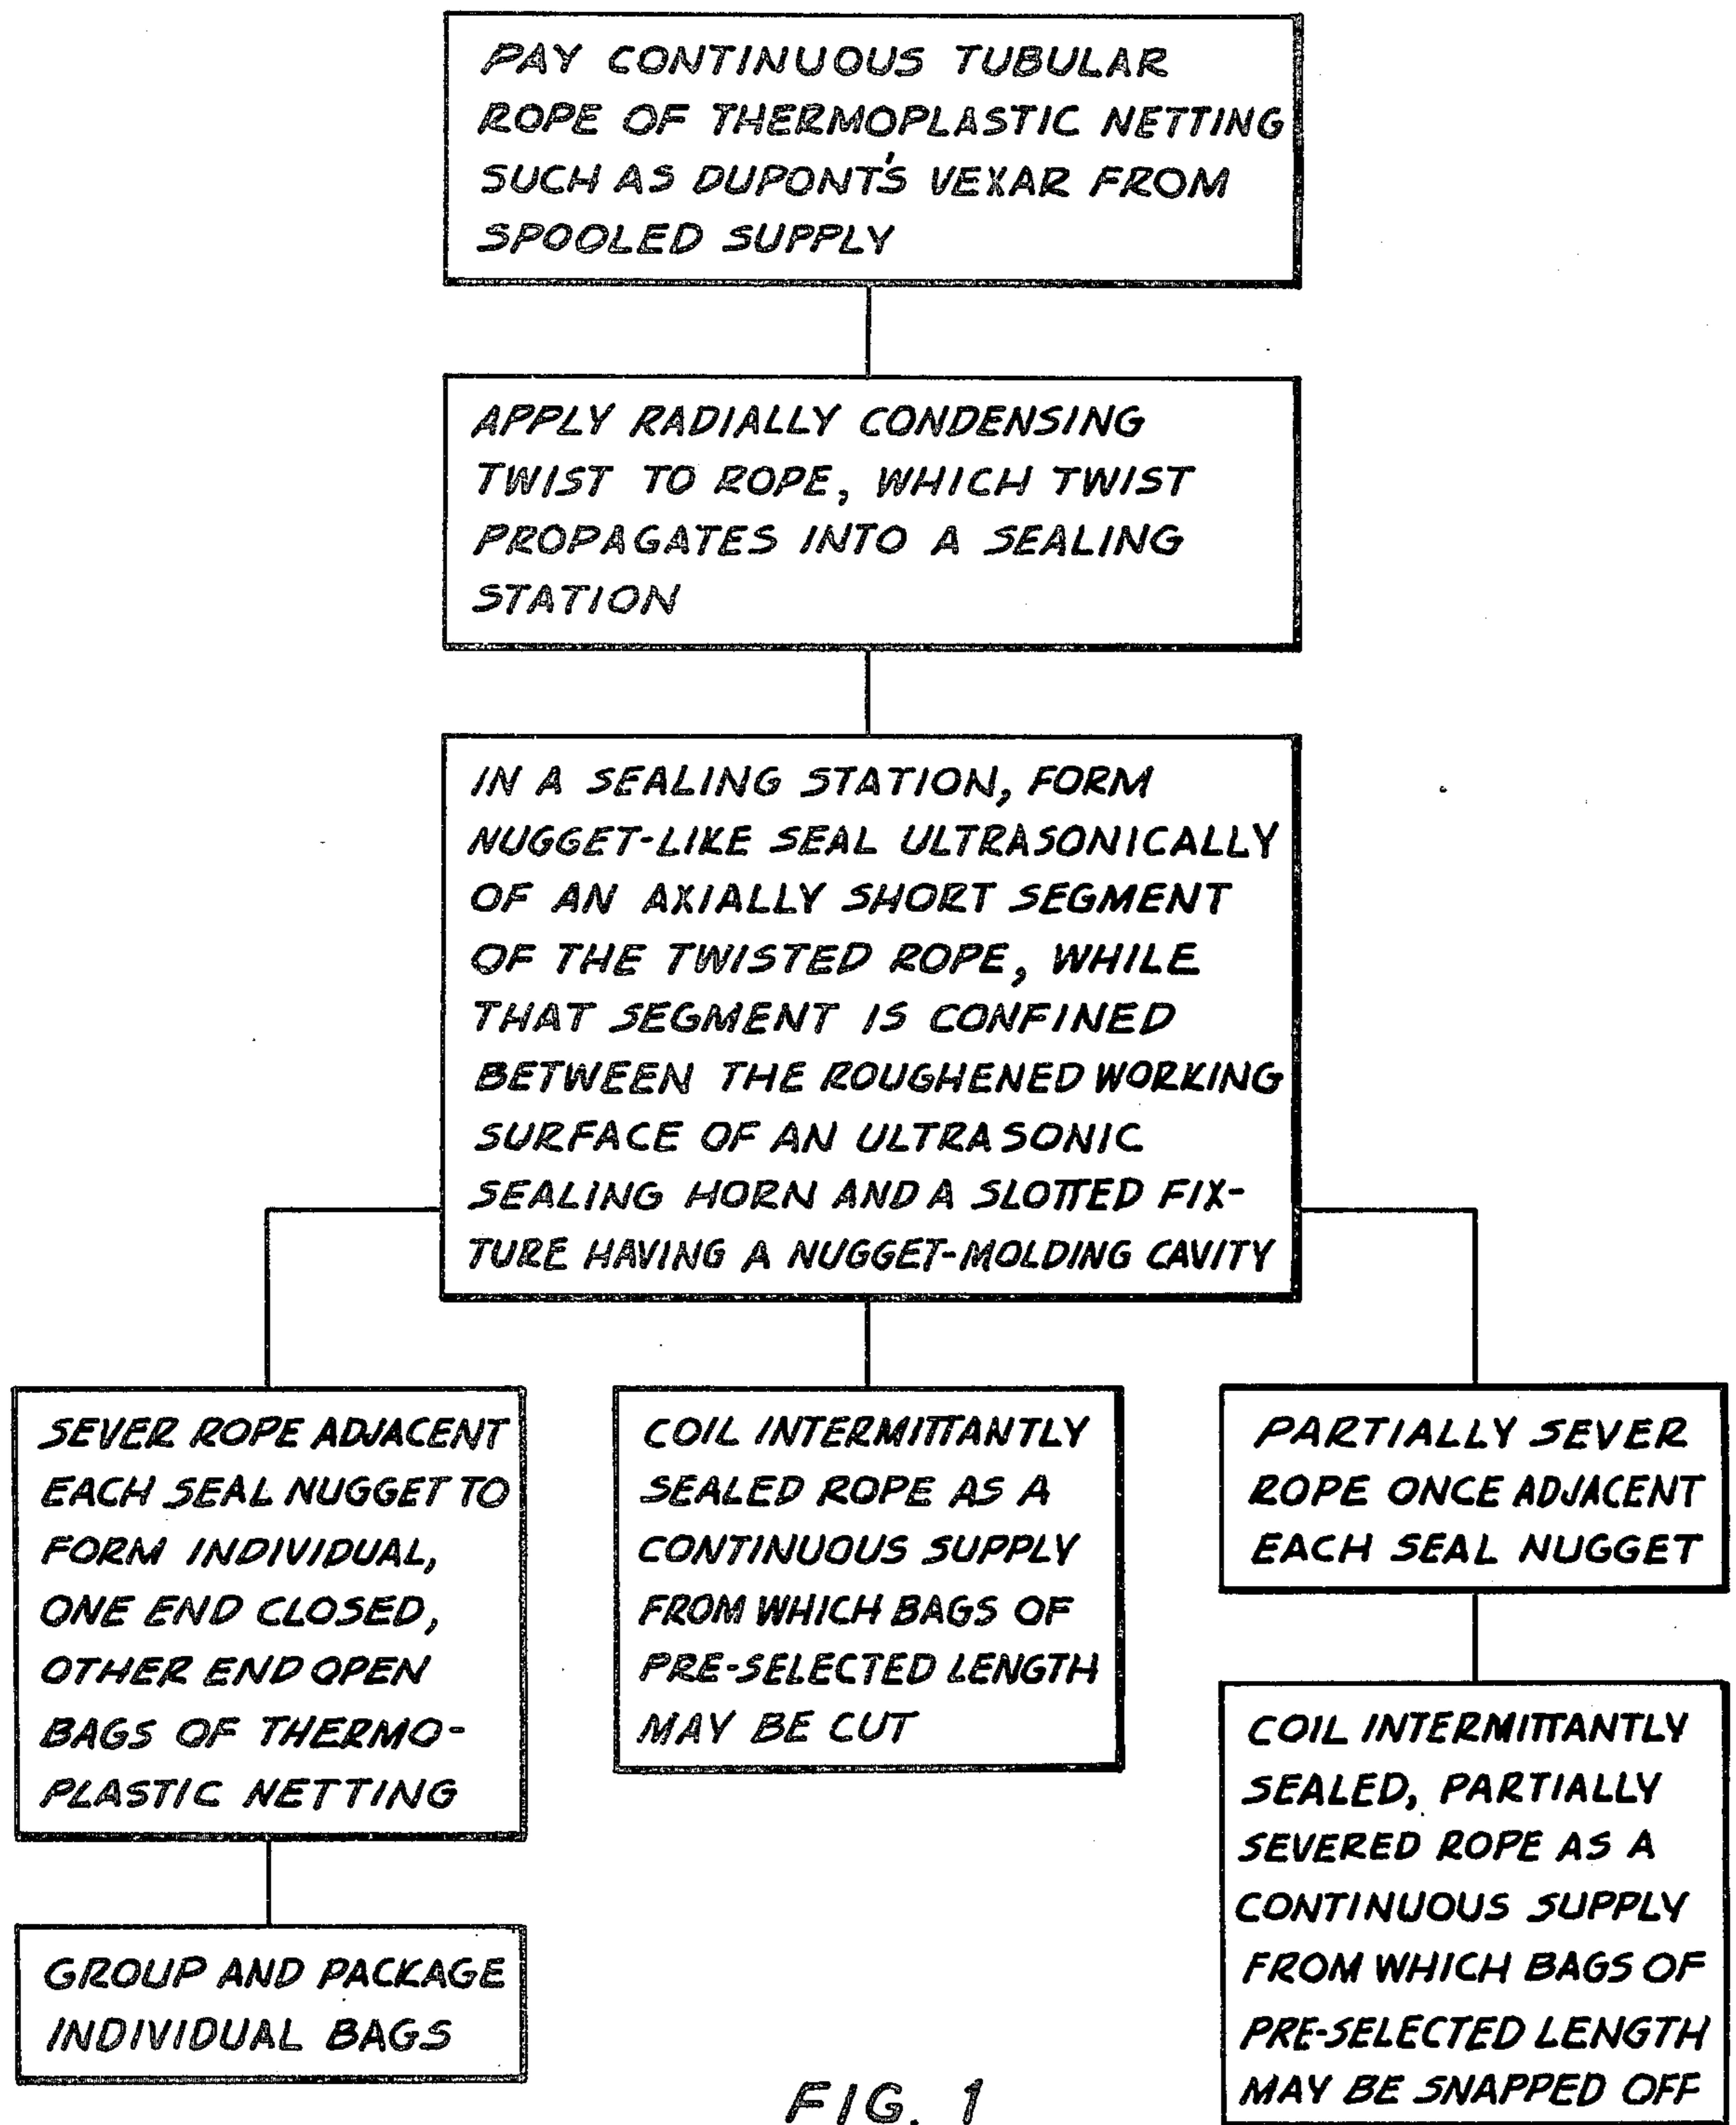 PAY CONTINUOUS TUBULAR
ROPE OF THERMOPLASTIC NETTING
SUCH AS DUPONT'S VEXAR FROM
SPOOLED SUPPLY
APPLY RADIALLY CONDENSING
TWIST TO ROPE, WHICH TWIST
PROPAGATES INTO A SEALING
STATION
IN A SEALING STATION, FORM
NUGGET-LIKE SEAL ULTRASONICALLY
OF AN AXIALLY SHORT SEGMENT
OF THE TWISTED ROPE, WHILE
THAT SEGMENT IS CONFINED
BETWEEN THE ROUGHENED WORKING
SURFACE OF AN ULTRASONIC
SEALING HORN AND A SLOTTED FIX-
TURE HAVING A NUGGET-MOLDING CAVITY
SEVER ROPE ADJACENT
EACH SEAL NUGGET TO
FORM INDIVIDUAL,
ONE END CLOSED,
OTHER END OPEN
BAGS OF THERMO-
PLASTIC NETTING
GROUP AND PACKAGE
INDIVIDUAL BAGS
COIL INTERMITTANTLY
SEALED ROPE AS A
CONTINUOUS SUPPLY
FROM WHICH BAGS OF
PRE-SELECTED LENGTH
MAY BE CUT
PARTIALLY SEVER
ROPE ONCE ADJACENT
EACH SEAL NUGGET
COIL INTERMITTANTLY
SEALED, PARTIALLY
SEVERED ROPE AS A
CONTINUOUS SUPPLY
FROM WHICH BAGS OF
PRE-SELECTED LENGTH
MAY BE SNAPPED OFF
FIG. 1